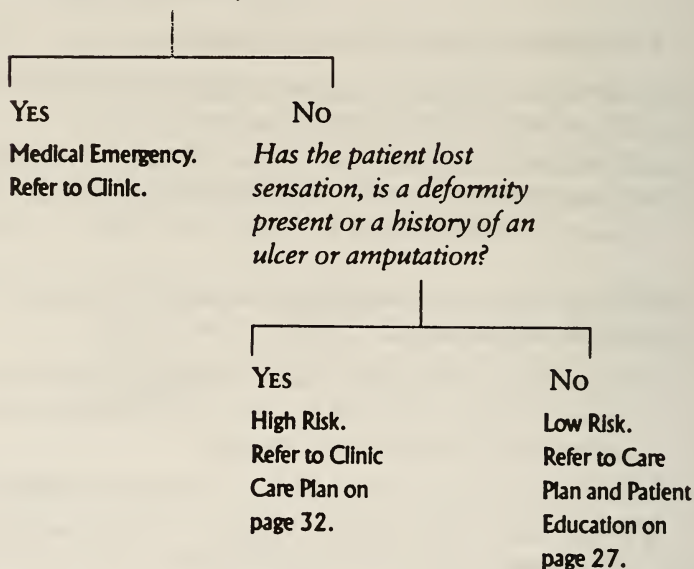 YES
Medical Emergency.
Refer to Clinic.
No
Has the patient lost
sensation, is a deformity
present or a history of an
ulcer or amputation?
YES
High Risk.
Refer to Clinic
Care Plan on
page 32.
No
Low Risk.
Refer to Care
Plan and Patient
Education on
page 27.